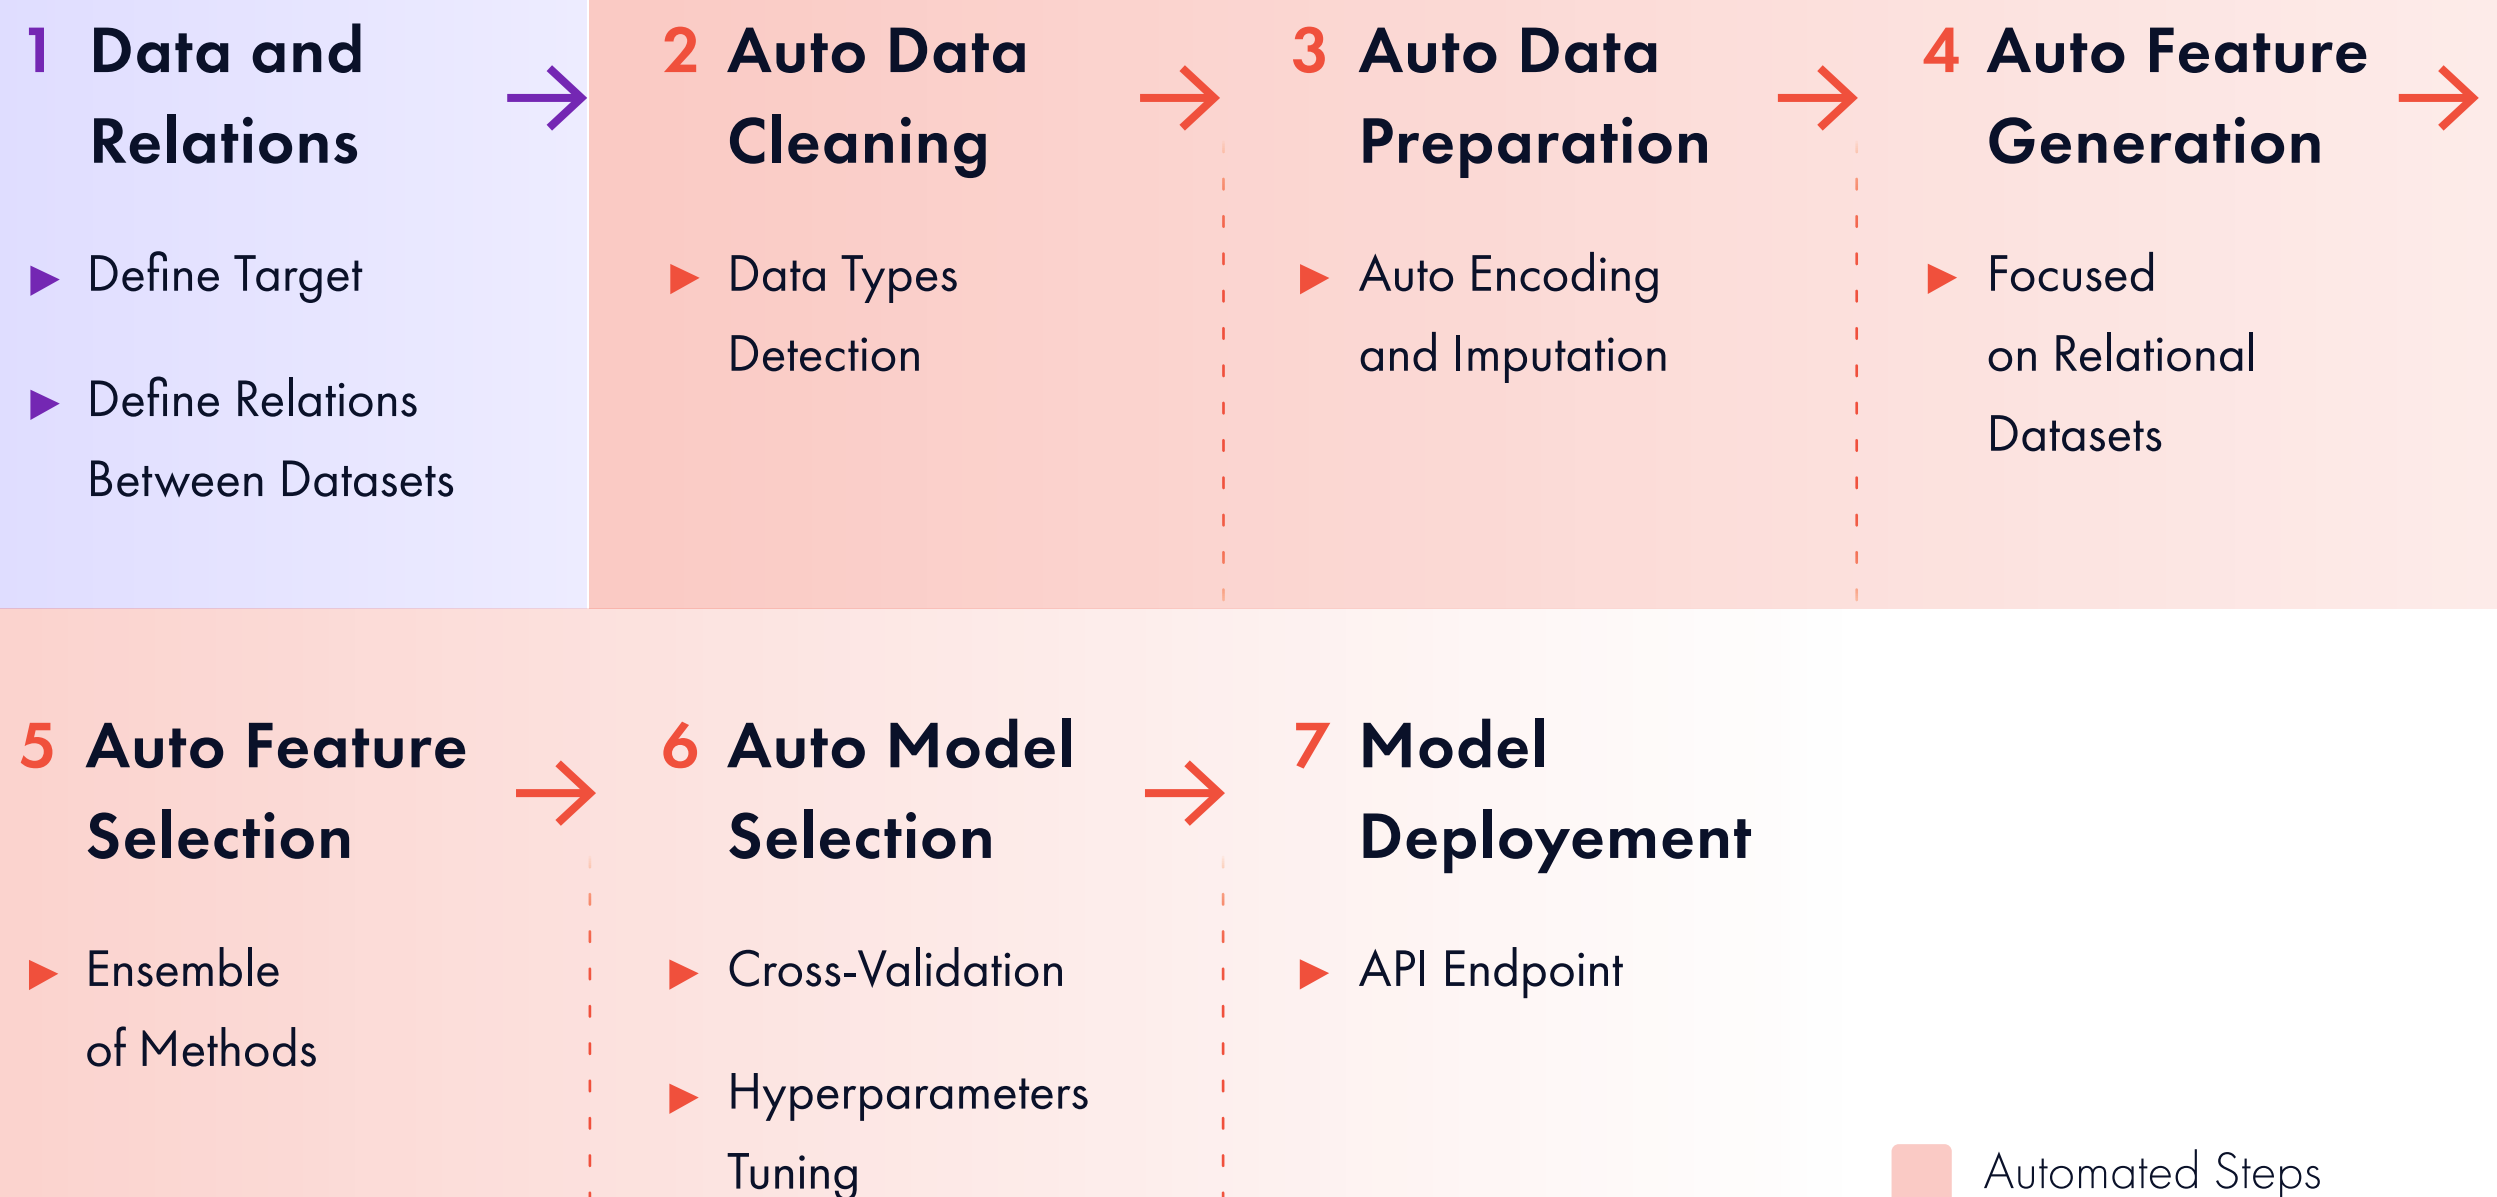 1 Data and
Relations
Define Target
Define Relations
Between Datasets
2 Auto Data
Cleaning
Data Types
Detection
3 Auto Data
Preparation
Auto Encoding
and Imputation
4 Auto Feature
Generation
Focused
on Relational
Datasets
5 Auto Feature
Selection
Ensemble
of Methods
6 Auto Model
Selection
Cross-Validation
Hyperparameters
Tuning
7 Model
Deployement
API Endpoint
Automated Steps